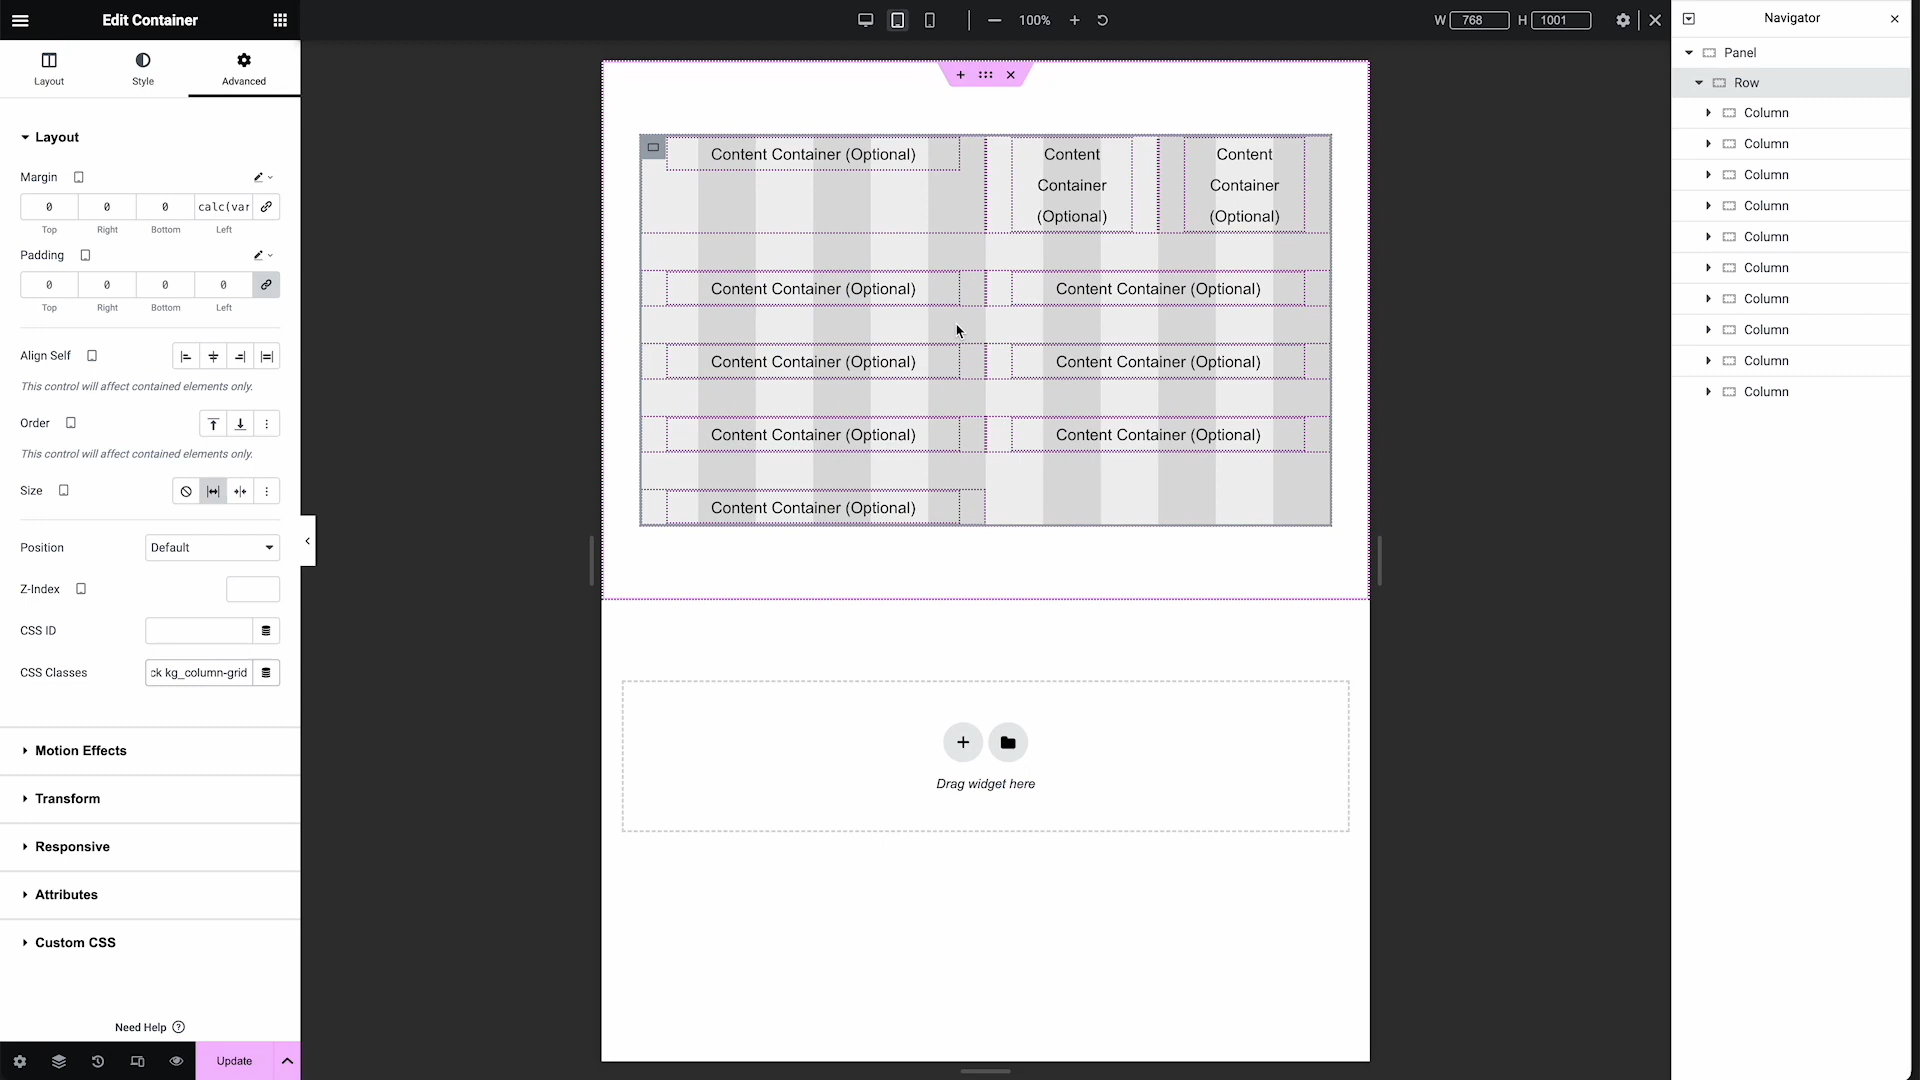 Edit Container
100%
W 768 H 1001
Navigator
Layout Style Advanced
Layout
Margin
0 0 0 calc(var
Top Right Bottom Left
Padding
0 0 0 0
Top Right Bottom Left
Align Self
This control will affect contained elements only.
Order
This control will affect contained elements only.
Size
Position Default
Z-Index
CSS ID
CSS Classes ck kg_column-grid
Motion Effects
Transform
Responsive
Attributes
Custom CSS
Need Help
Update
Content Container (Optional)
Content
Container
(Optional)
Content
Container
(Optional)
Content Container (Optional) Content Container (Optional)
Content Container (Optional) Content Container (Optional)
Content Container (Optional) Content Container (Optional)
Content Container (Optional)
Drag widget here
Panel
Row
Column
Column
Column
Column
Column
Column
Column
Column
Column
Column